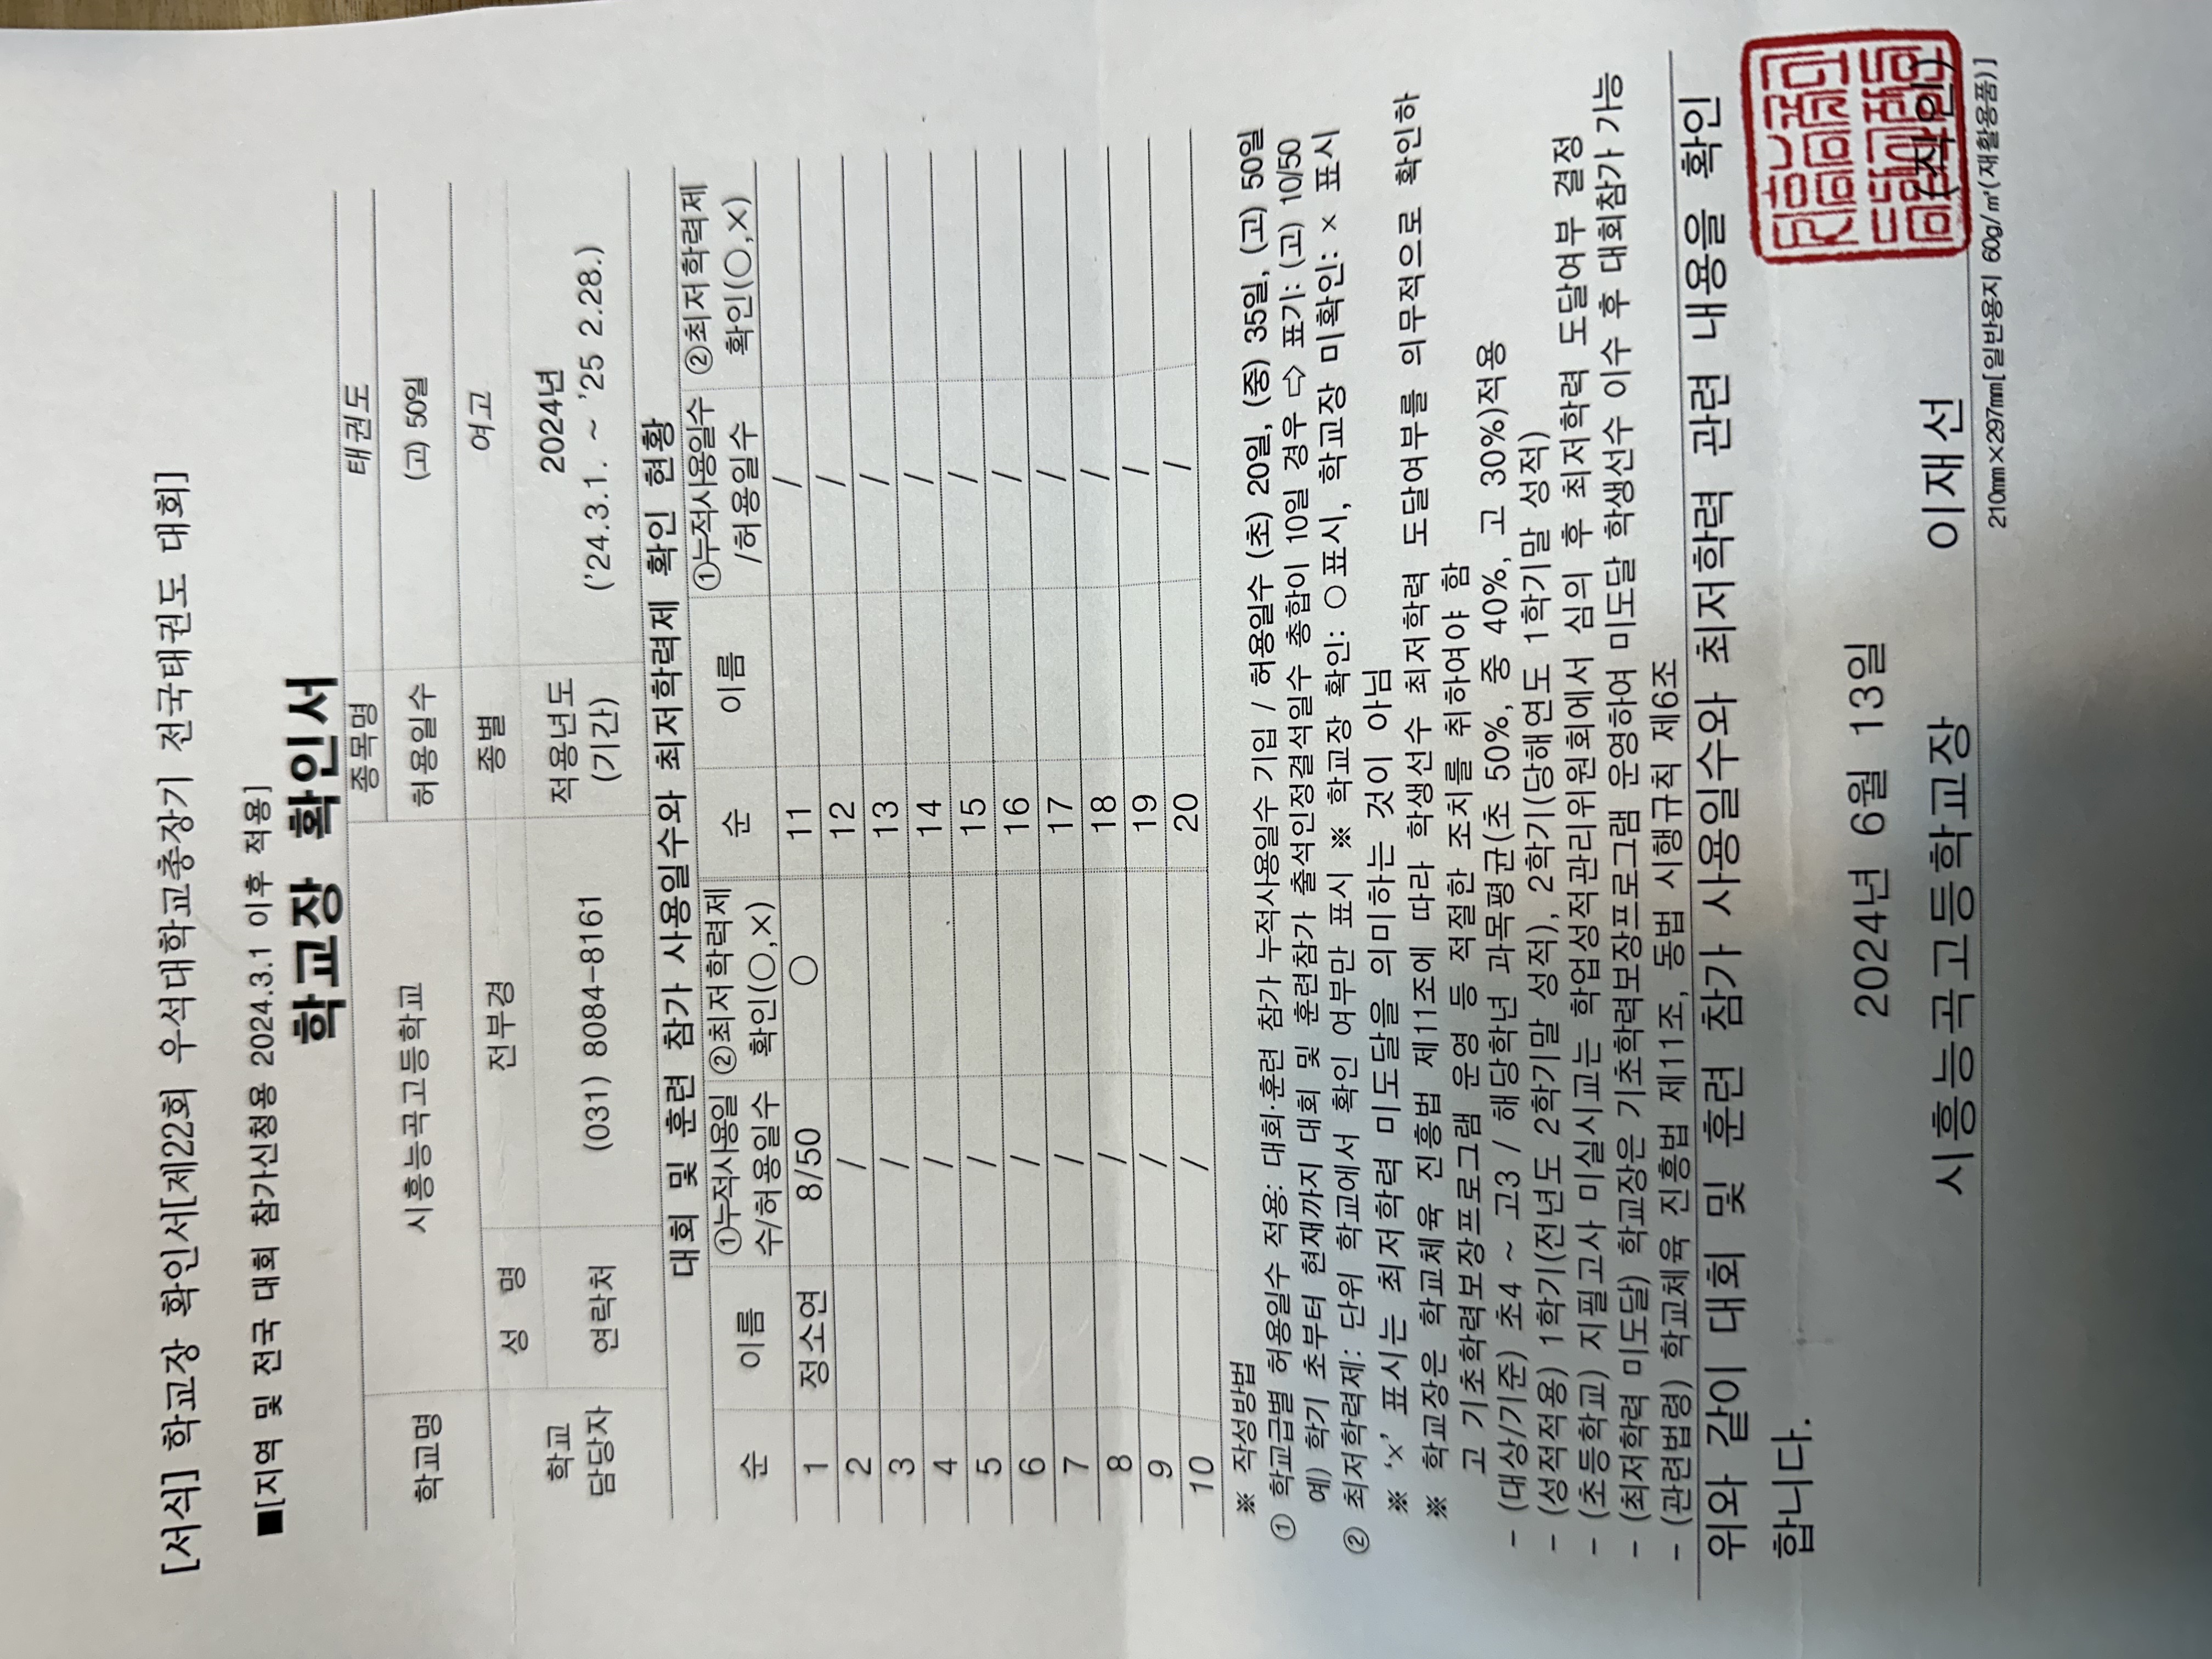 [서식] 학교장 확인서[제22회 우석대학교총장기 전국태권도 대회]
■[지역 및 전국 대회 참가신청용 2024.3.1 이후 적용]
학교장 확인서
학교명 시흥능곡고등학교 종목명 태권도
허용일수 (고) 50일
학교 담당자 성 명 전부경 종별 여고
연락처 (031) 8084-8161 적용년도 (기간) 2024년 ('24.3.1. ~ '25 2.28.)
대회 및 훈련 참가 사용일수와 최저학력제 확인 현황
순 이름 ①누적사용일수/허용일수 ②최저학력제 확인(○,×) 순 이름 ①누적사용일수/허용일수 ②최저학력제 확인(○,×)
1 정소연 8/50 ○ 11 /
2 / 12 /
3 / 13 /
4 / 14 /
5 / 15 /
6 / 16 /
7 / 17 /
8 / 18 /
9 / 19 /
10 / 20 /
※ 작성방법
① 학교급별 허용일수 적용: 대회·훈련 참가 누적사용일수 기입 / 허용일수 (초) 20일, (중) 35일, (고) 50일
예) 학기 초부터 현재까지 대회 및 훈련참가 출석인정결석일수 총합이 10일 경우 ⇨ 표기: (고) 10/50
② 최저학력제: 단위 학교에서 확인 여부만 표시 ※ 학교장 확인: ○표시, 학교장 미확인: × 표시
※ '×' 표시는 최저학력 미도달을 의미하는 것이 아님
※ 학교장은 학교체육 진흥법 제11조에 따라 학생선수 최저학력 도달여부를 의무적으로 확인하
고 기초학력보장프로그램 운영 등 적절한 조치를 취하여야 함
- (대상/기준) 초4 ~ 고3 / 해당학년 과목평균(초 50%, 중 40%, 고 30%)적용
- (성적적용) 1학기(전년도 2학기말 성적), 2학기(당해연도 1학기말 성적)
- (초등학교) 지필고사 미실시교는 학업성적관리위원회에서 심의 후 최저학력 도달여부 결정
- (최저학력 미도달) 학교장은 기초학력보장프로그램 운영하여 미도달 학생선수 이수 후 대회참가 가능
- (관련법령) 학교체육 진흥법 제11조, 동법 시행규칙 제6조
위와 같이 대회 및 훈련 참가 사용일수와 최저학력 관련 내용을 확인
합니다.
2024년 6월 13일
시흥능곡고등학교장 이재선 (직인)
210㎜×297㎜[일반용지 60g/㎡(재활용품)]